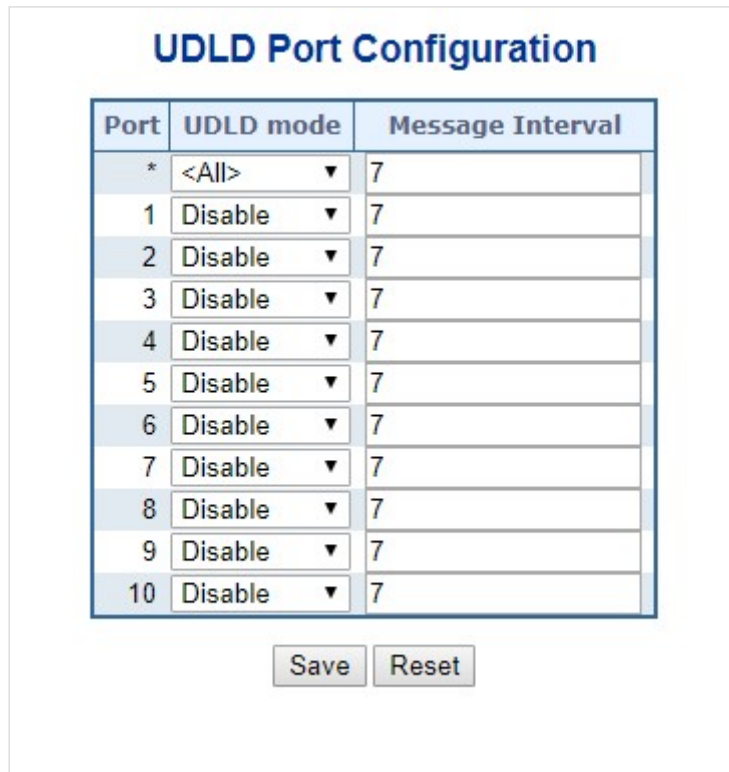 UDLD Port Configuration
Port UDLD mode Message Interval
* <All> 7
1 Disable 7
2 Disable 7
3 Disable 7
4 Disable 7
5 Disable 7
6 Disable 7
7 Disable 7
8 Disable 7
9 Disable 7
10 Disable 7
Save Reset